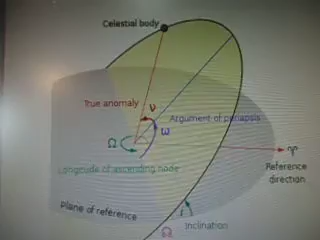 Celestial body
True anomaly
ν
Argument of periapsis
Ω
ω
♈
Longitude of ascending node
Reference
direction
Plane of reference
☊
Inclination